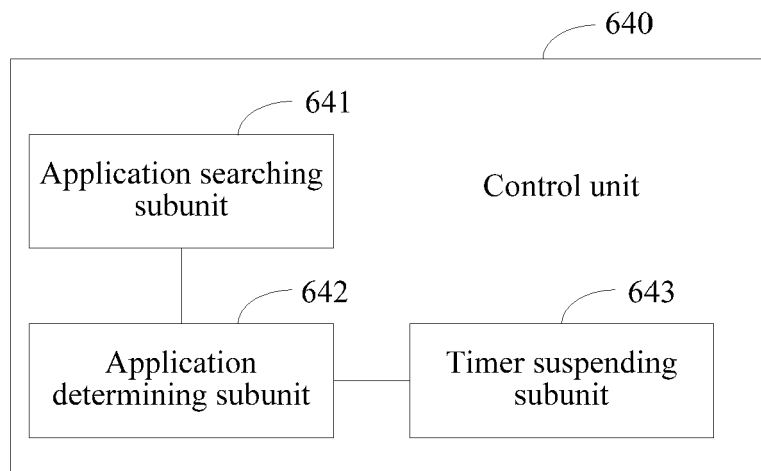 640
641
Application searching
subunit
Control unit
642
643
Application
determining subunit
Timer suspending
subunit